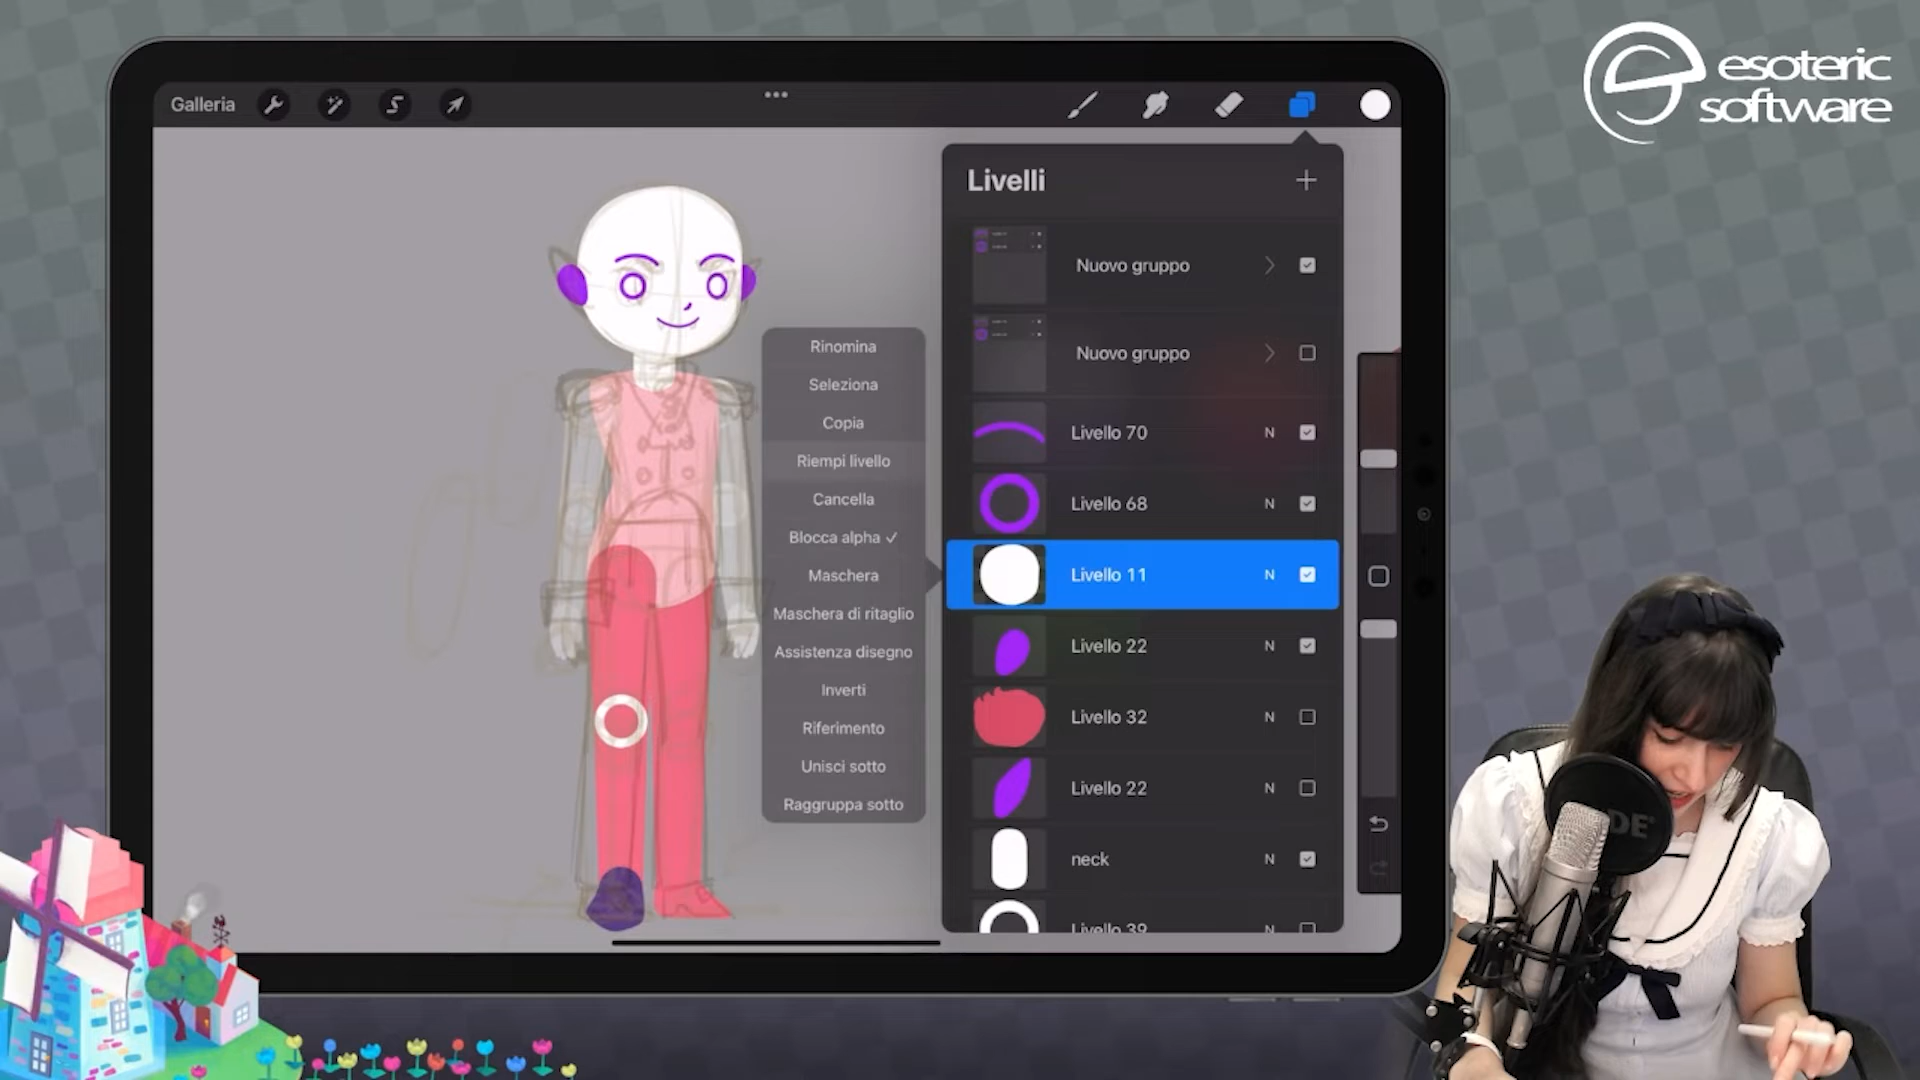 Galleria
esoteric
software
Livelli
Nuovo gruppo
Nuovo gruppo
Livello 70 N
Livello 68 N
Livello 11 N
Livello 22 N
Livello 32 N
Livello 22 N
neck N
Livello 39 N
Rinomina
Seleziona
Copia
Riempi livello
Cancella
Blocca alpha ✓
Maschera
Maschera di ritaglio
Assistenza disegno
Inverti
Riferimento
Unisci sotto
Raggruppa sotto